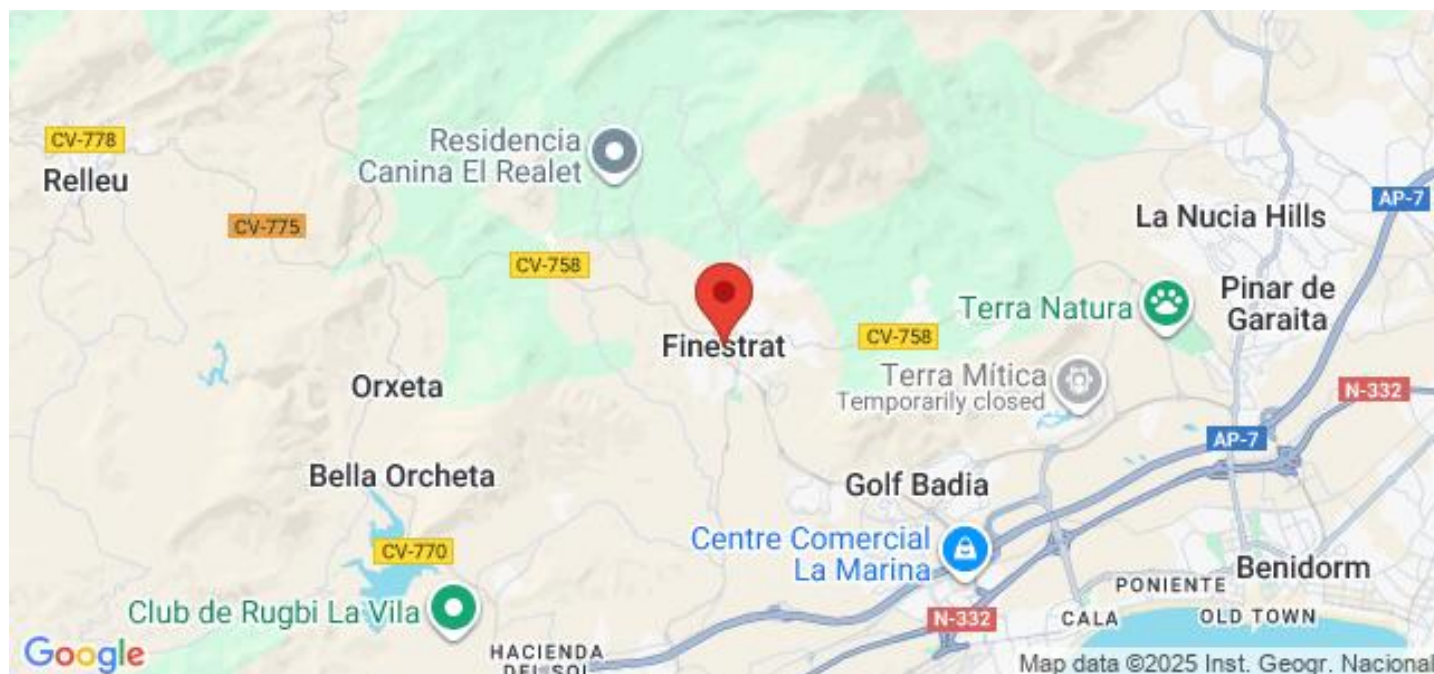 CV-778
Relleu
Residencia
Canina El Realet
CV-775
CV-758
AP-7
La Nucia Hills
Pinar de
Garaita
Terra Natura
Finestrat
CV-758
Terra Mítica
Temporarily closed
N-332
Orxeta
AP-7
Bella Orcheta
Golf Badia
Centre Comercial
La Marina
CV-770
Benidorm
PONIENTE
Club de Rugbi La Vila
N-332
CALA
OLD TOWN
HACIENDA
DEL SOL
Google
Map data ©2025 Inst. Geogr. Nacional